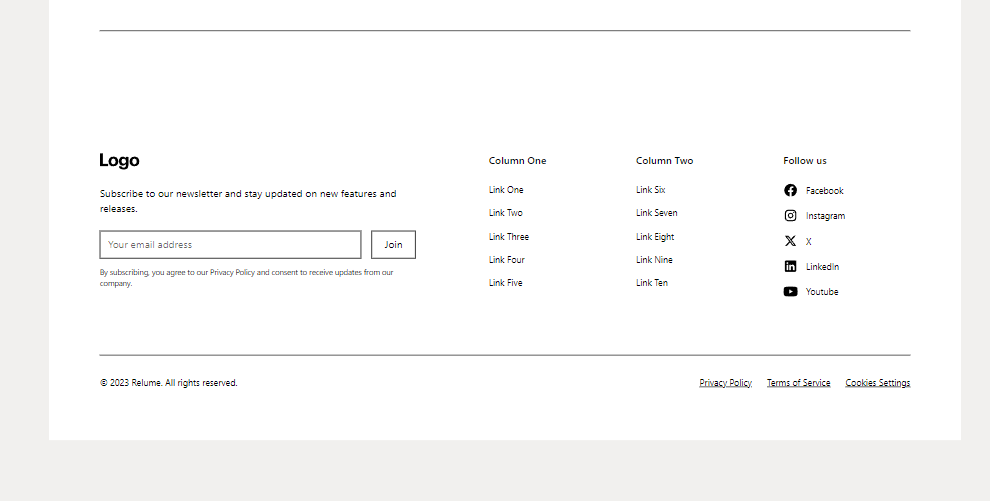 Logo
Subscribe to our newsletter and stay updated on new features and
releases.
Your email address
Join
By subscribing, you agree to our Privacy Policy and consent to receive updates from our
company.
Column One
Link One
Link Two
Link Three
Link Four
Link Five
Column Two
Link Six
Link Seven
Link Eight
Link Nine
Link Ten
Follow us
Facebook
Instagram
X
LinkedIn
Youtube
© 2023 Relume. All rights reserved.
Privacy Policy
Terms of Service
Cookies Settings